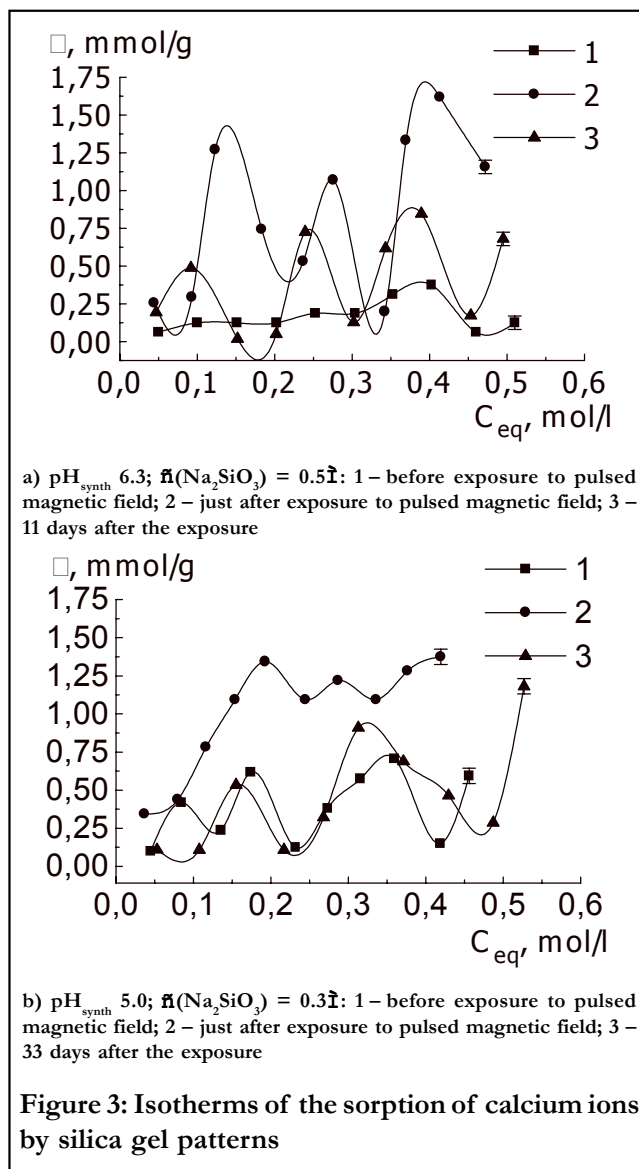 □, mmol/g
1
2
3
1,75
1,50
1,25
1,00
0,75
0,50
0,25
0,00
0,0 0,1 0,2 0,3 0,4 0,5 0,6
Ceq, mol/l
a) pHsynth 6.3; ñ(Na2SiO3) = 0.5Ì: 1 – before exposure to pulsed
magnetic field; 2 – just after exposure to pulsed magnetic field; 3 –
11 days after the exposure
□, mmol/g
1
2
3
1,75
1,50
1,25
1,00
0,75
0,50
0,25
0,00
0,0 0,1 0,2 0,3 0,4 0,5 0,6
Ceq, mol/l
b) pHsynth 5.0; ñ(Na2SiO3) = 0.3Ì: 1 – before exposure to pulsed
magnetic field; 2 – just after exposure to pulsed magnetic field; 3 –
33 days after the exposure
Figure 3: Isotherms of the sorption of calcium ions
by silica gel patterns